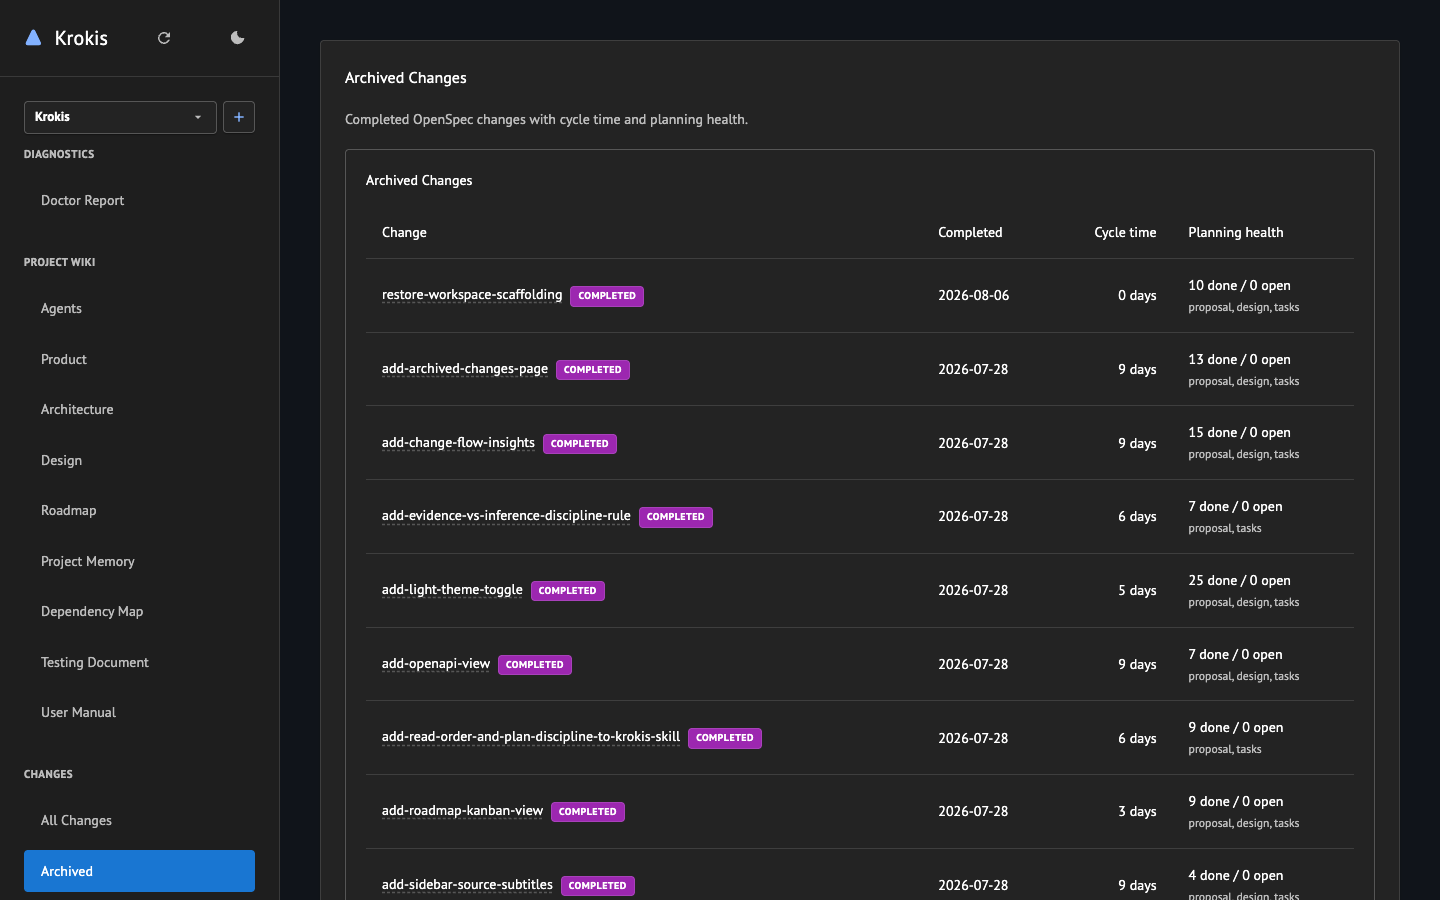 Krokis
Krokis
+
DIAGNOSTICS
Doctor Report
PROJECT WIKI
Agents
Product
Architecture
Design
Roadmap
Project Memory
Dependency Map
Testing Document
User Manual
CHANGES
All Changes
Archived
Archived Changes
Completed OpenSpec changes with cycle time and planning health.
Archived Changes
Change Completed Cycle time Planning health
restore-workspace-scaffolding COMPLETED 2026-08-06 0 days 10 done / 0 open
proposal, design, tasks
add-archived-changes-page COMPLETED 2026-07-28 9 days 13 done / 0 open
proposal, design, tasks
add-change-flow-insights COMPLETED 2026-07-28 9 days 15 done / 0 open
proposal, design, tasks
add-evidence-vs-inference-discipline-rule COMPLETED 2026-07-28 6 days 7 done / 0 open
proposal, tasks
add-light-theme-toggle COMPLETED 2026-07-28 5 days 25 done / 0 open
proposal, design, tasks
add-openapi-view COMPLETED 2026-07-28 9 days 7 done / 0 open
proposal, design, tasks
add-read-order-and-plan-discipline-to-krokis-skill COMPLETED 2026-07-28 6 days 9 done / 0 open
proposal, tasks
add-roadmap-kanban-view COMPLETED 2026-07-28 3 days 9 done / 0 open
proposal, design, tasks
add-sidebar-source-subtitles COMPLETED 2026-07-28 9 days 4 done / 0 open
proposal, design, tasks